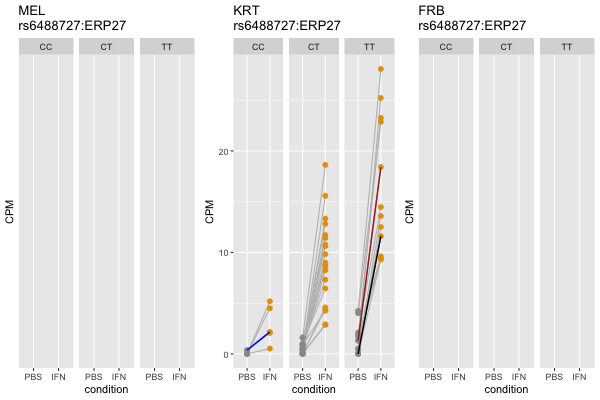 MEL
rs6488727:ERP27
CC CT TT
CPM
PBS IFN PBS IFN PBS IFN
condition
KRT
rs6488727:ERP27
CC CT TT
20
10
0
CPM
PBS IFN PBS IFN PBS IFN
condition
FRB
rs6488727:ERP27
CC CT TT
CPM
PBS IFN PBS IFN PBS IFN
condition